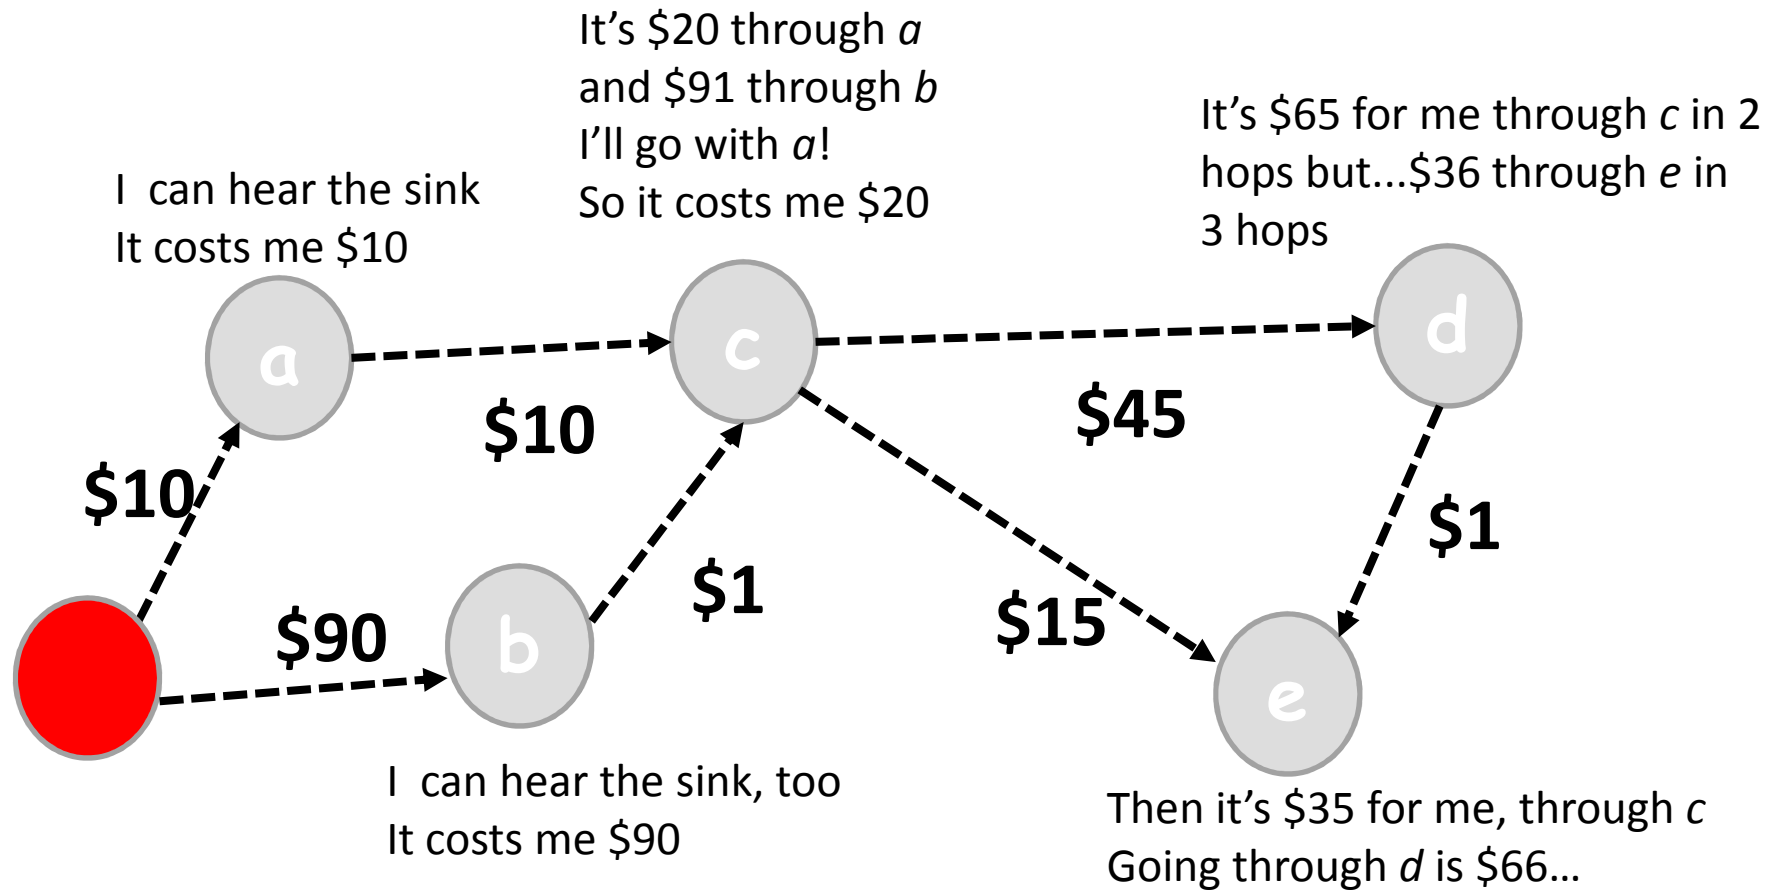 It’s $20 through a
and $91 through b
I’ll go with a!
So it costs me $20
It’s $65 for me through c in 2
hops but...$36 through e in
3 hops
I can hear the sink
It costs me $10
a
c
d
$10
$10
$45
$1
$90
b
$1
$15
e
I can hear the sink, too
It costs me $90
Then it’s $35 for me, through c
Going through d is $66…